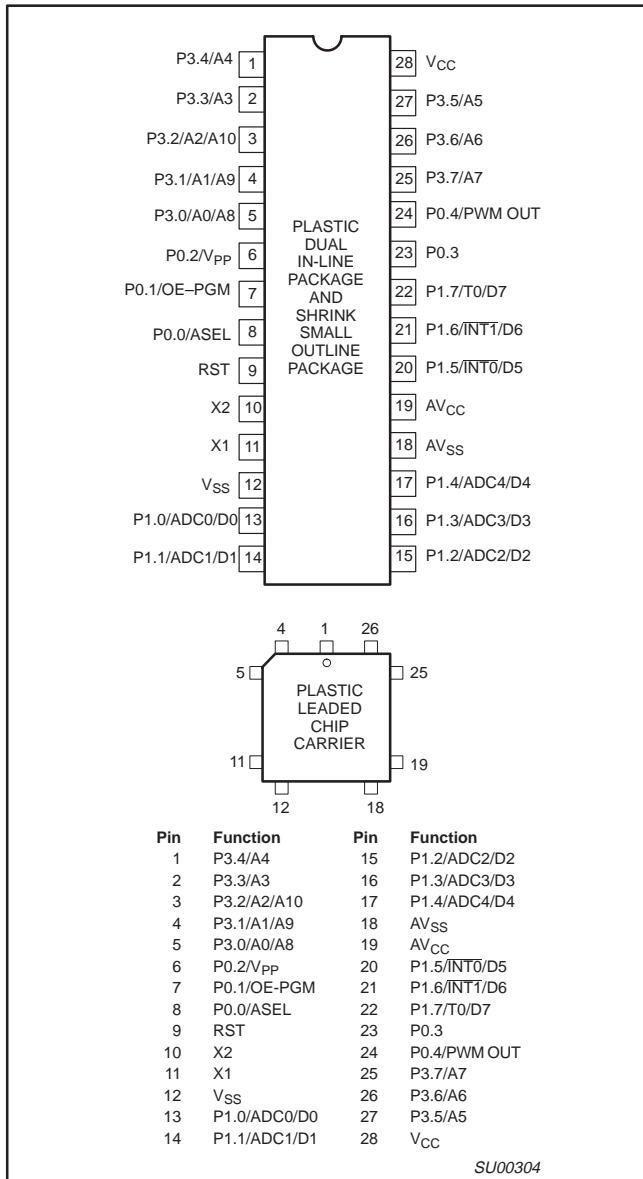 P3.4/A4 1
P3.3/A3 2
P3.2/A2/A10 3
P3.1/A1/A9 4
P3.0/A0/A8 5
P0.2/VPP 6
P0.1/OE–PGM 7
P0.0/ASEL 8
RST 9
X2 10
X1 11
VSS 12
P1.0/ADC0/D0 13
P1.1/ADC1/D1 14
PLASTIC
DUAL
IN-LINE
PACKAGE
AND
SHRINK
SMALL
OUTLINE
PACKAGE
28 VCC
27 P3.5/A5
26 P3.6/A6
25 P3.7/A7
24 P0.4/PWM OUT
23 P0.3
22 P1.7/T0/D7
21 P1.6/I̅N̅T̅1̅/D6
20 P1.5/I̅N̅T̅0̅/D5
19 AVCC
18 AVSS
17 P1.4/ADC4/D4
16 P1.3/ADC3/D3
15 P1.2/ADC2/D2
4 1 26
5 25
PLASTIC
LEADED
CHIP
CARRIER
11 19
12 18
Pin Function Pin Function
1 P3.4/A4 15 P1.2/ADC2/D2
2 P3.3/A3 16 P1.3/ADC3/D3
3 P3.2/A2/A10 17 P1.4/ADC4/D4
4 P3.1/A1/A9 18 AVSS
5 P3.0/A0/A8 19 AVCC
6 P0.2/VPP 20 P1.5/I̅N̅T̅0̅/D5
7 P0.1/OE-PGM 21 P1.6/I̅N̅T̅1̅/D6
8 P0.0/ASEL 22 P1.7/T0/D7
9 RST 23 P0.3
10 X2 24 P0.4/PWM OUT
11 X1 25 P3.7/A7
12 VSS 26 P3.6/A6
13 P1.0/ADC0/D0 27 P3.5/A5
14 P1.1/ADC1/D1 28 VCC
SU00304